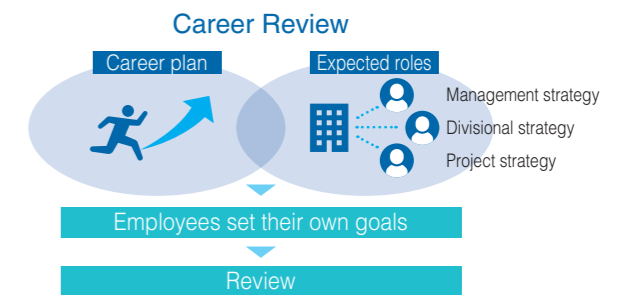 Career Review
Career plan
Expected roles
Management strategy
Divisional strategy
Project strategy
Employees set their own goals
Review